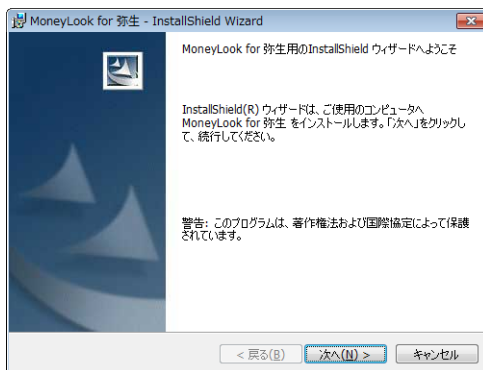 MoneyLook for 弥生 - InstallShield Wizard
MoneyLook for 弥生用のInstallShield ウィザードへようこそ
InstallShield(R) ウィザードは、ご使用のコンピュータへ
MoneyLook for 弥生 をインストールします。「次へ」をクリックし
て、続行してください。
警告: このプログラムは、著作権法および国際協定によって保護
されています。
< 戻る(B)
次へ(N) >
キャンセル